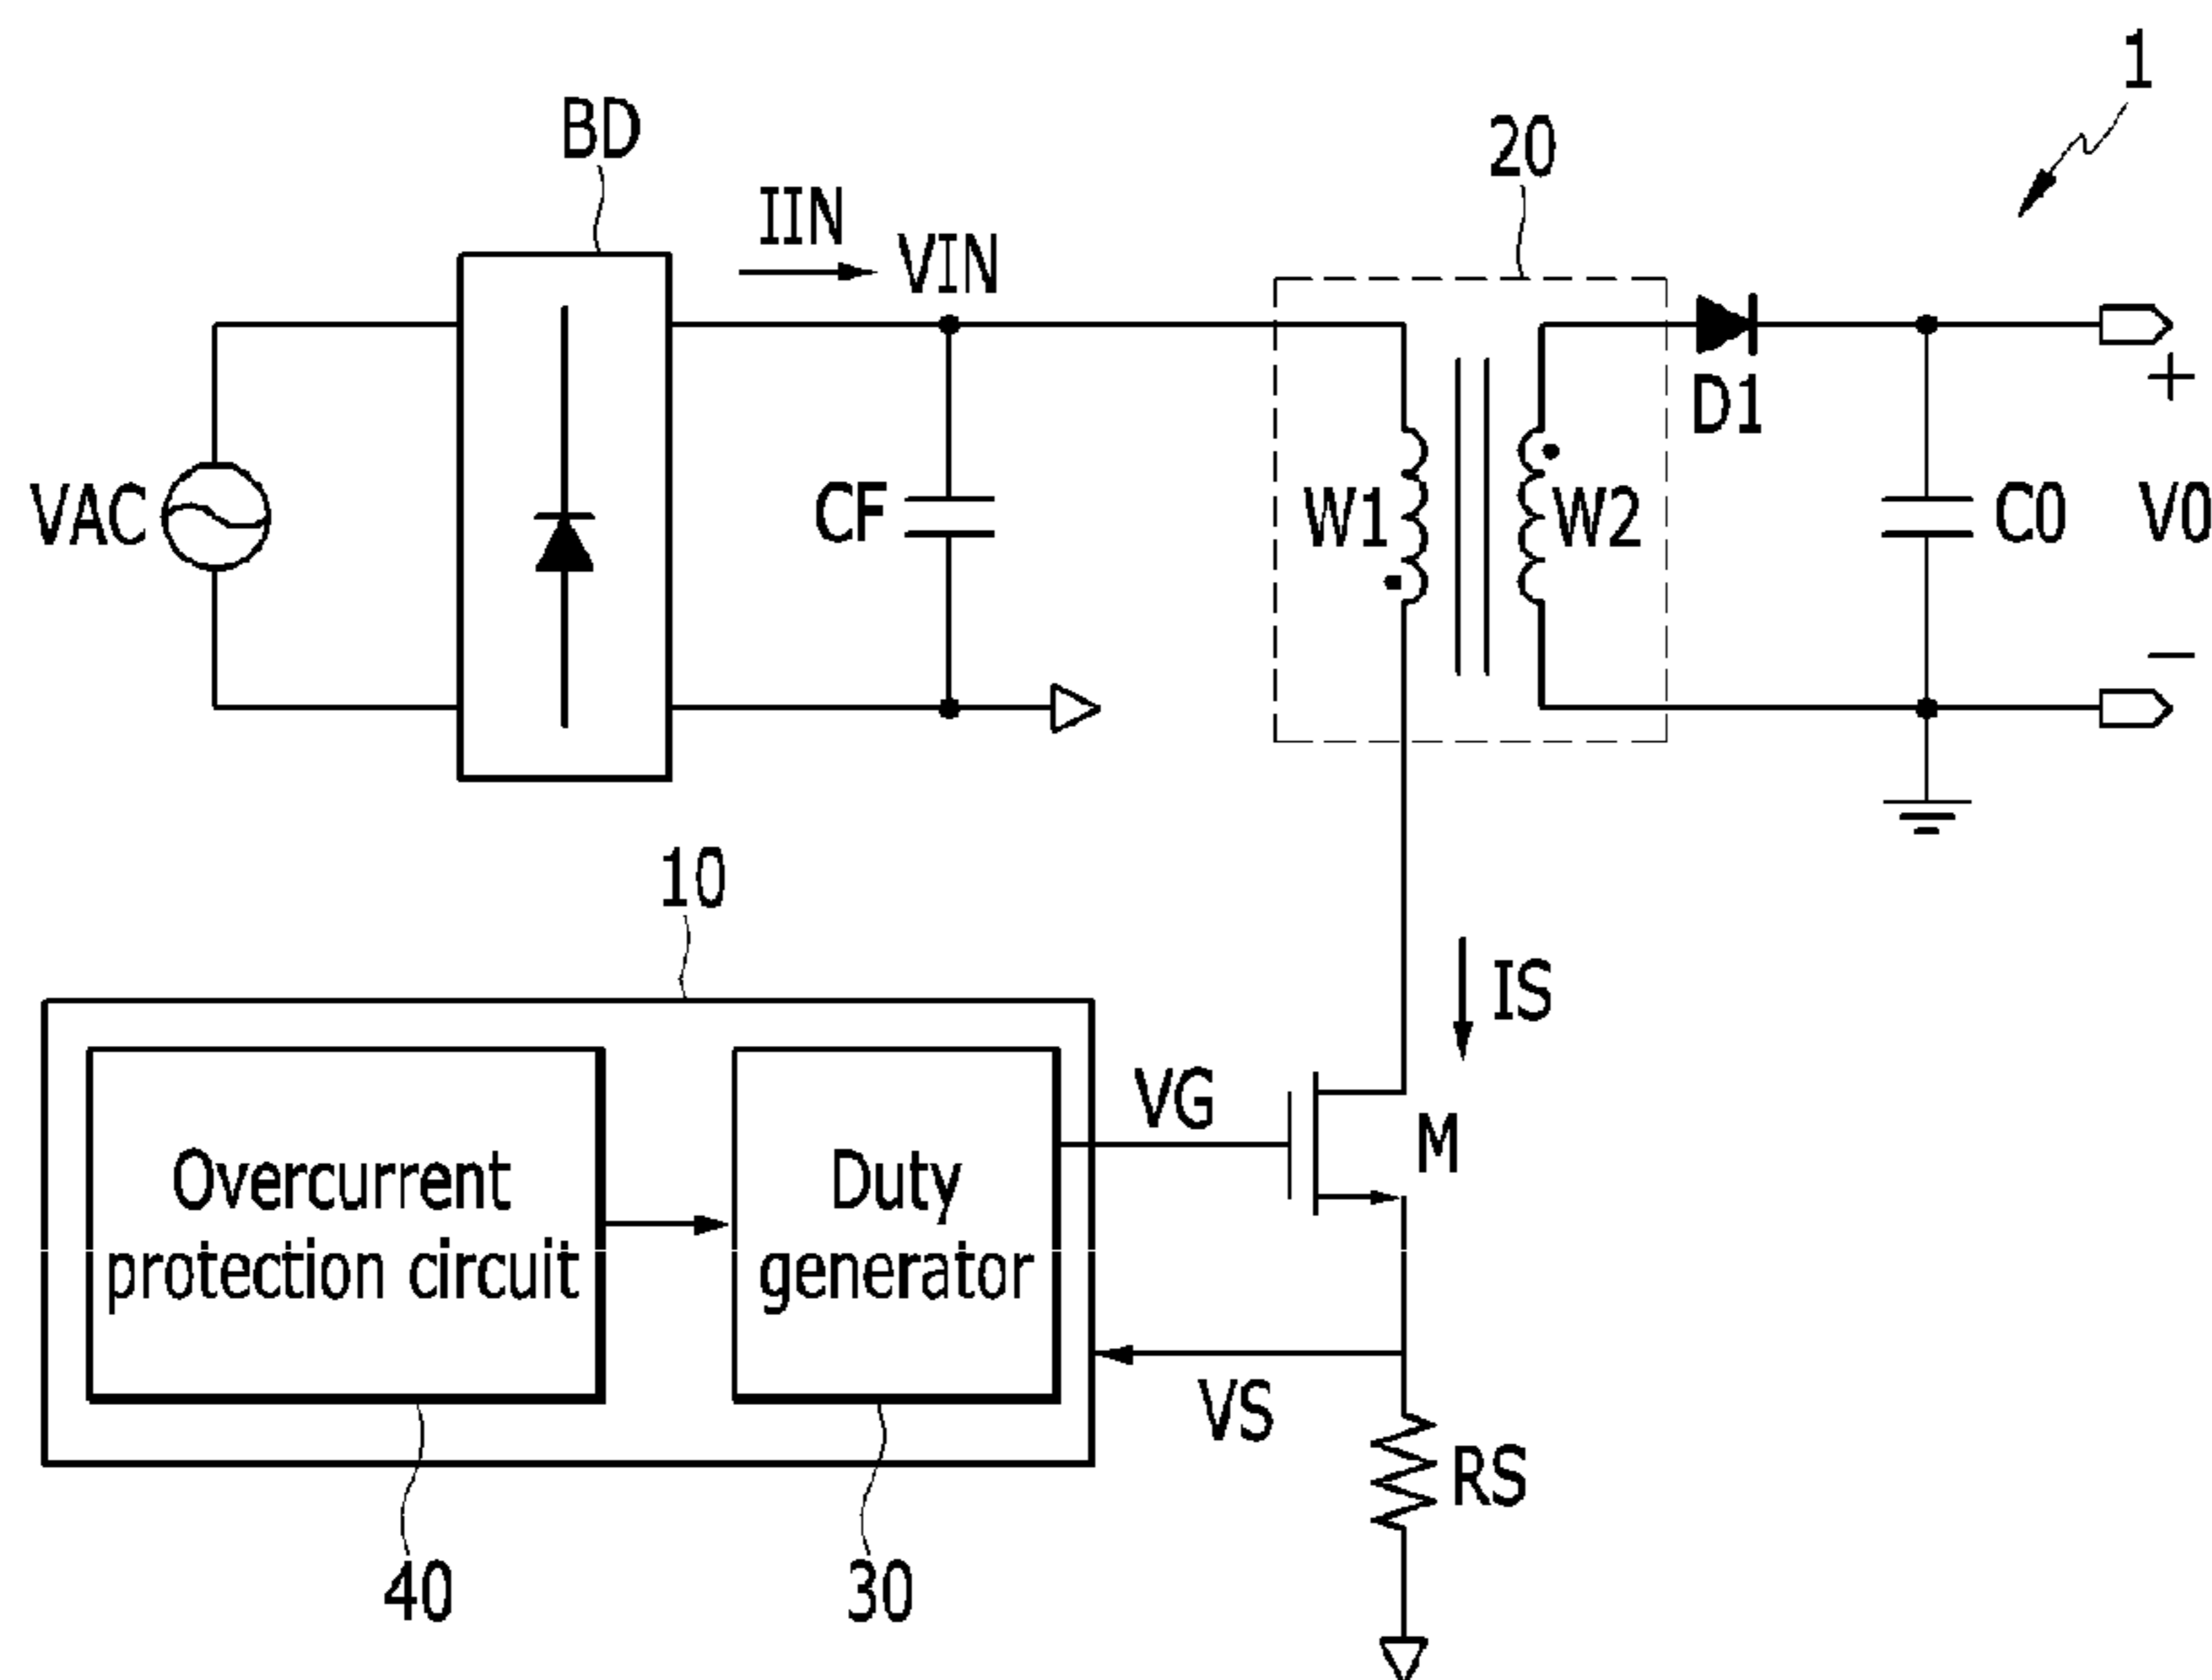 1
BD
20
IIN
VIN
D1
VAC
CF
W1
W2
C0
V0
+
−
10
IS
VG
M
Overcurrent
protection circuit
Duty
generator
VS
RS
40
30